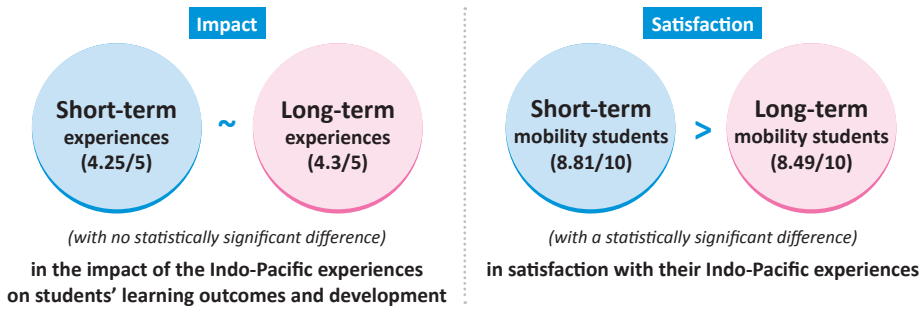 Impact
Short-term
experiences
(4.25/5)
~
Long-term
experiences
(4.3/5)
(with no statistically significant difference)
in the impact of the Indo-Pacific experiences
on students' learning outcomes and development
Satisfaction
Short-term
mobility students
(8.81/10)
>
Long-term
mobility students
(8.49/10)
(with a statistically significant difference)
in satisfaction with their Indo-Pacific experiences